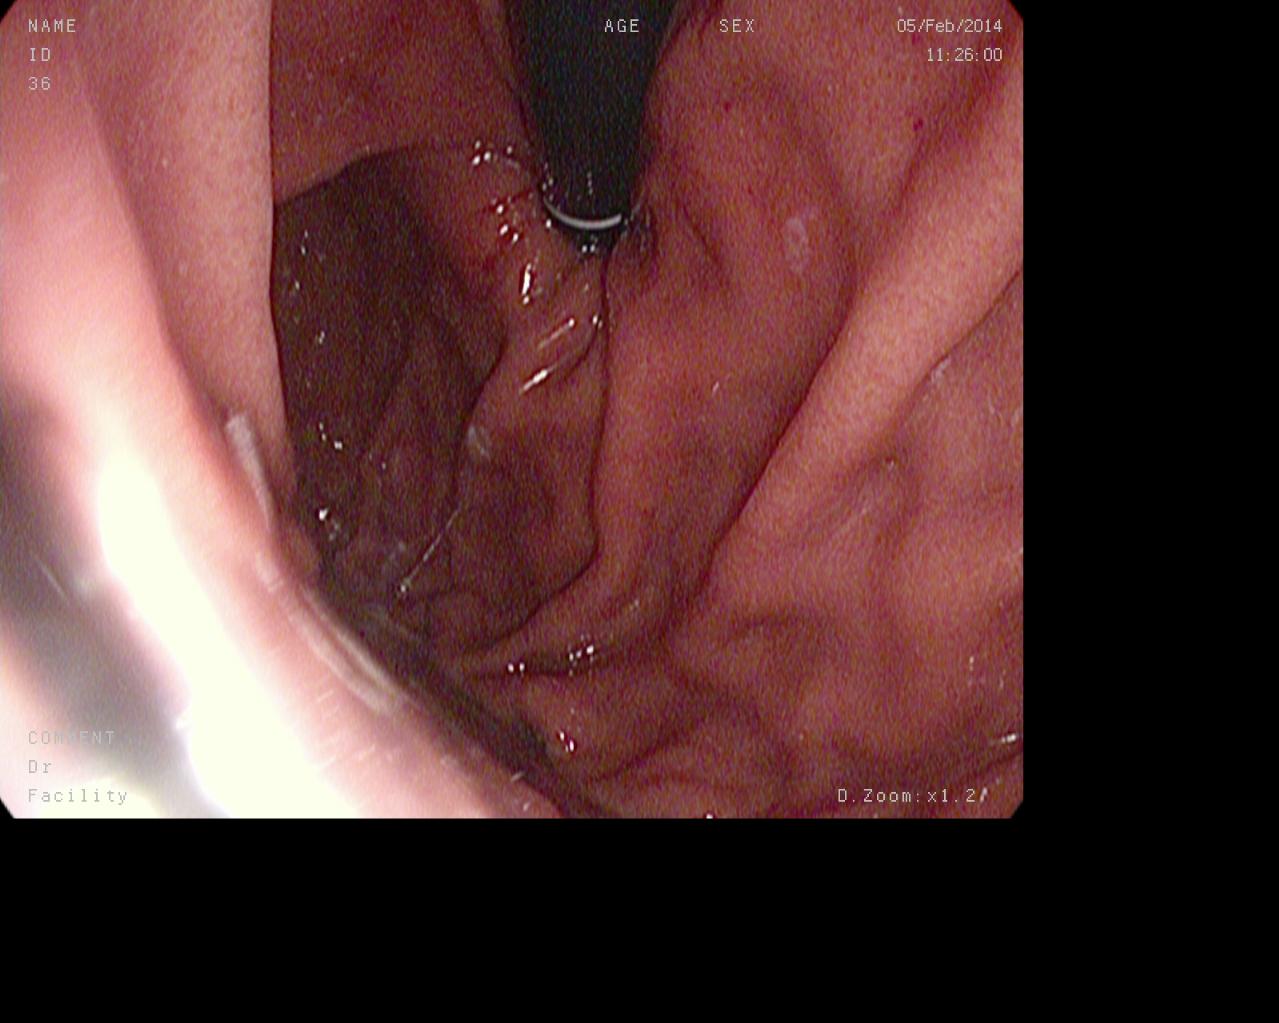 NAME AGE SEX 05/Feb/2014
ID 11:26:00
36
COMMENT
Dr
Facility D.Zoom:x1.2